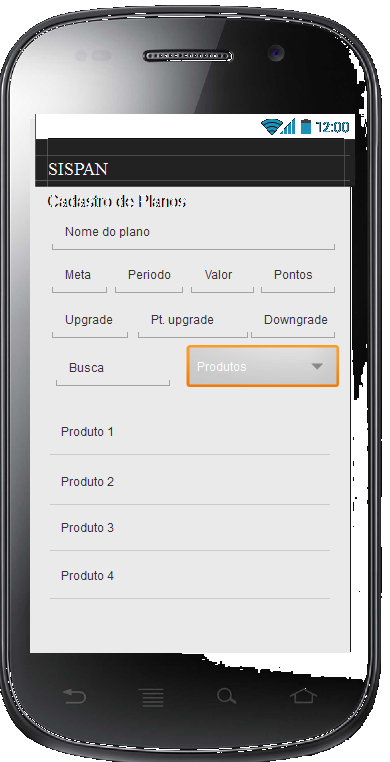 12:00
SISPAN
Cadastro de Planos
Nome do plano
Meta Periodo Valor Pontos
Upgrade Pt. upgrade Downgrade
Busca Produtos
Produto 1
Produto 2
Produto 3
Produto 4